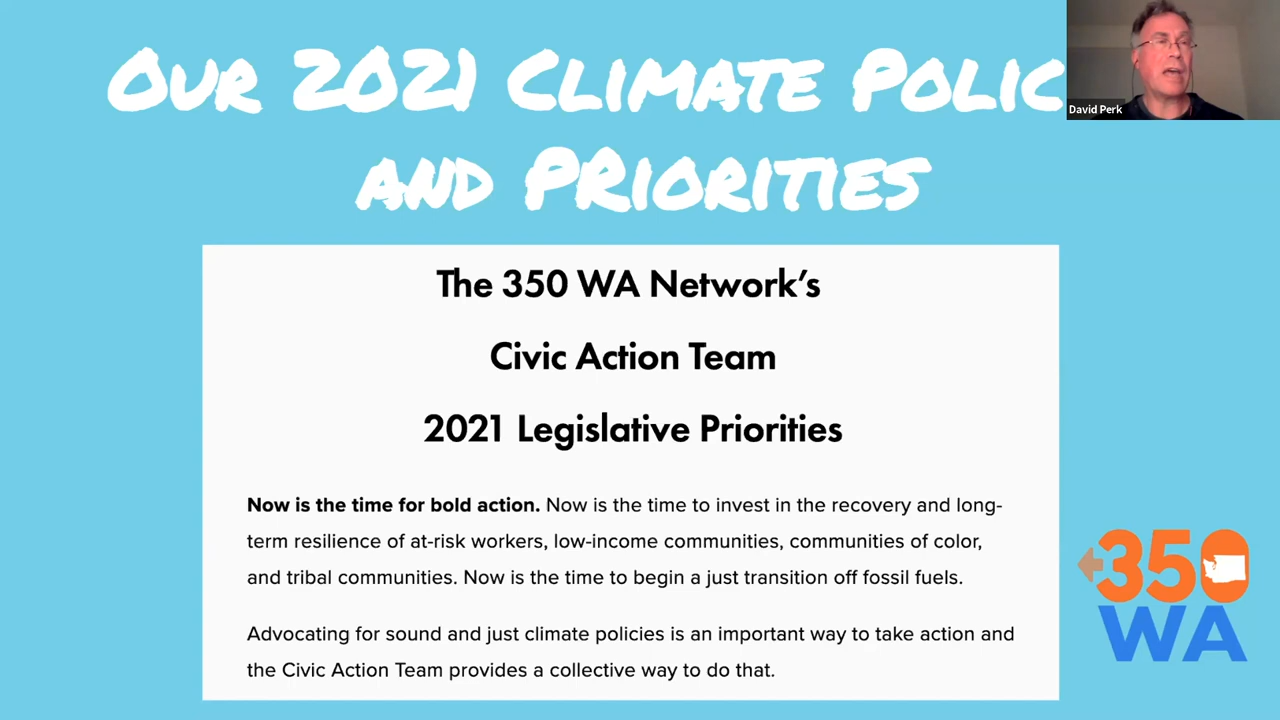 OUR 2021 CLIMATE POLIC
AND PRIORITIES
David Perk
The 350 WA Network’s
Civic Action Team
2021 Legislative Priorities
Now is the time for bold action. Now is the time to invest in the recovery and long-
term resilience of at-risk workers, low-income communities, communities of color,
and tribal communities. Now is the time to begin a just transition off fossil fuels.
Advocating for sound and just climate policies is an important way to take action and
the Civic Action Team provides a collective way to do that.
350
WA